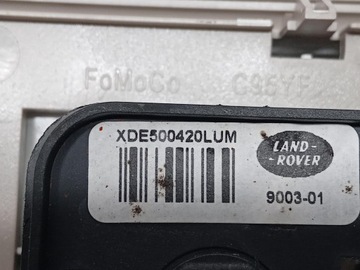 FoMoCo
XDE500420LUM
LAND-
-ROVER
9003-01